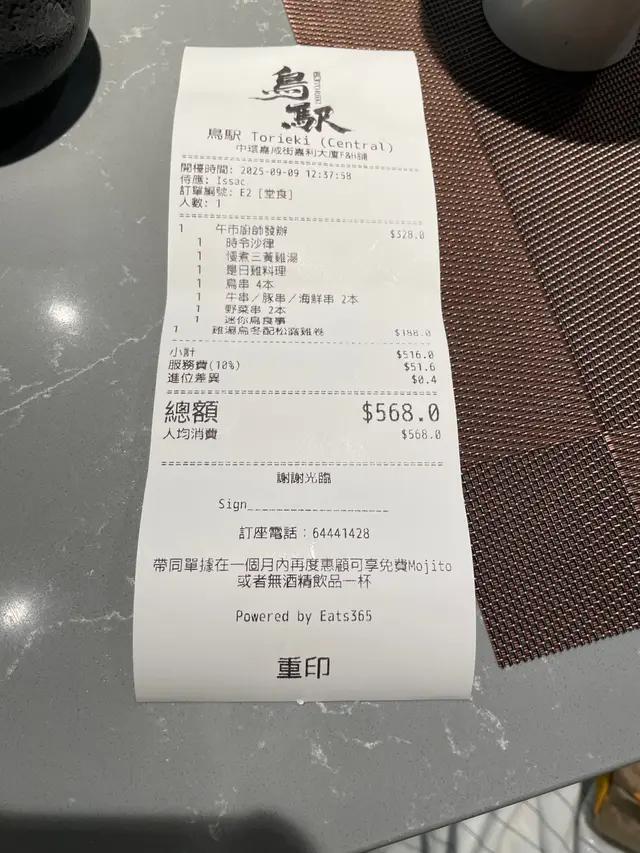 鳥駅
鳥駅 Torieki (Central)
中環嘉咸街嘉利大廈F&H舖
開檯時間: 2025-09-09 12:37:58
侍應: Issac
訂單編號: E2 [堂食]
人數: 1
1 午市廚師發辦 $328.0
1 時令沙律
1 慢煮三黃雞湯
1 是日雞料理
1 鳥串 4本
1 牛串／豚串／海鮮串 2本
1 野菜串 2本
1 迷你鳥食事
1 雞湯烏冬配松露雞卷 $188.0
小計 $516.0
服務費(10%) $51.6
進位差異 $0.4
總額 $568.0
人均消費 $568.0
謝謝光臨
Sign____________________
訂座電話：64441428
帶同單據在一個月內再度惠顧可享免費Mojito
或者無酒精飲品一杯
Powered by Eats365
重印